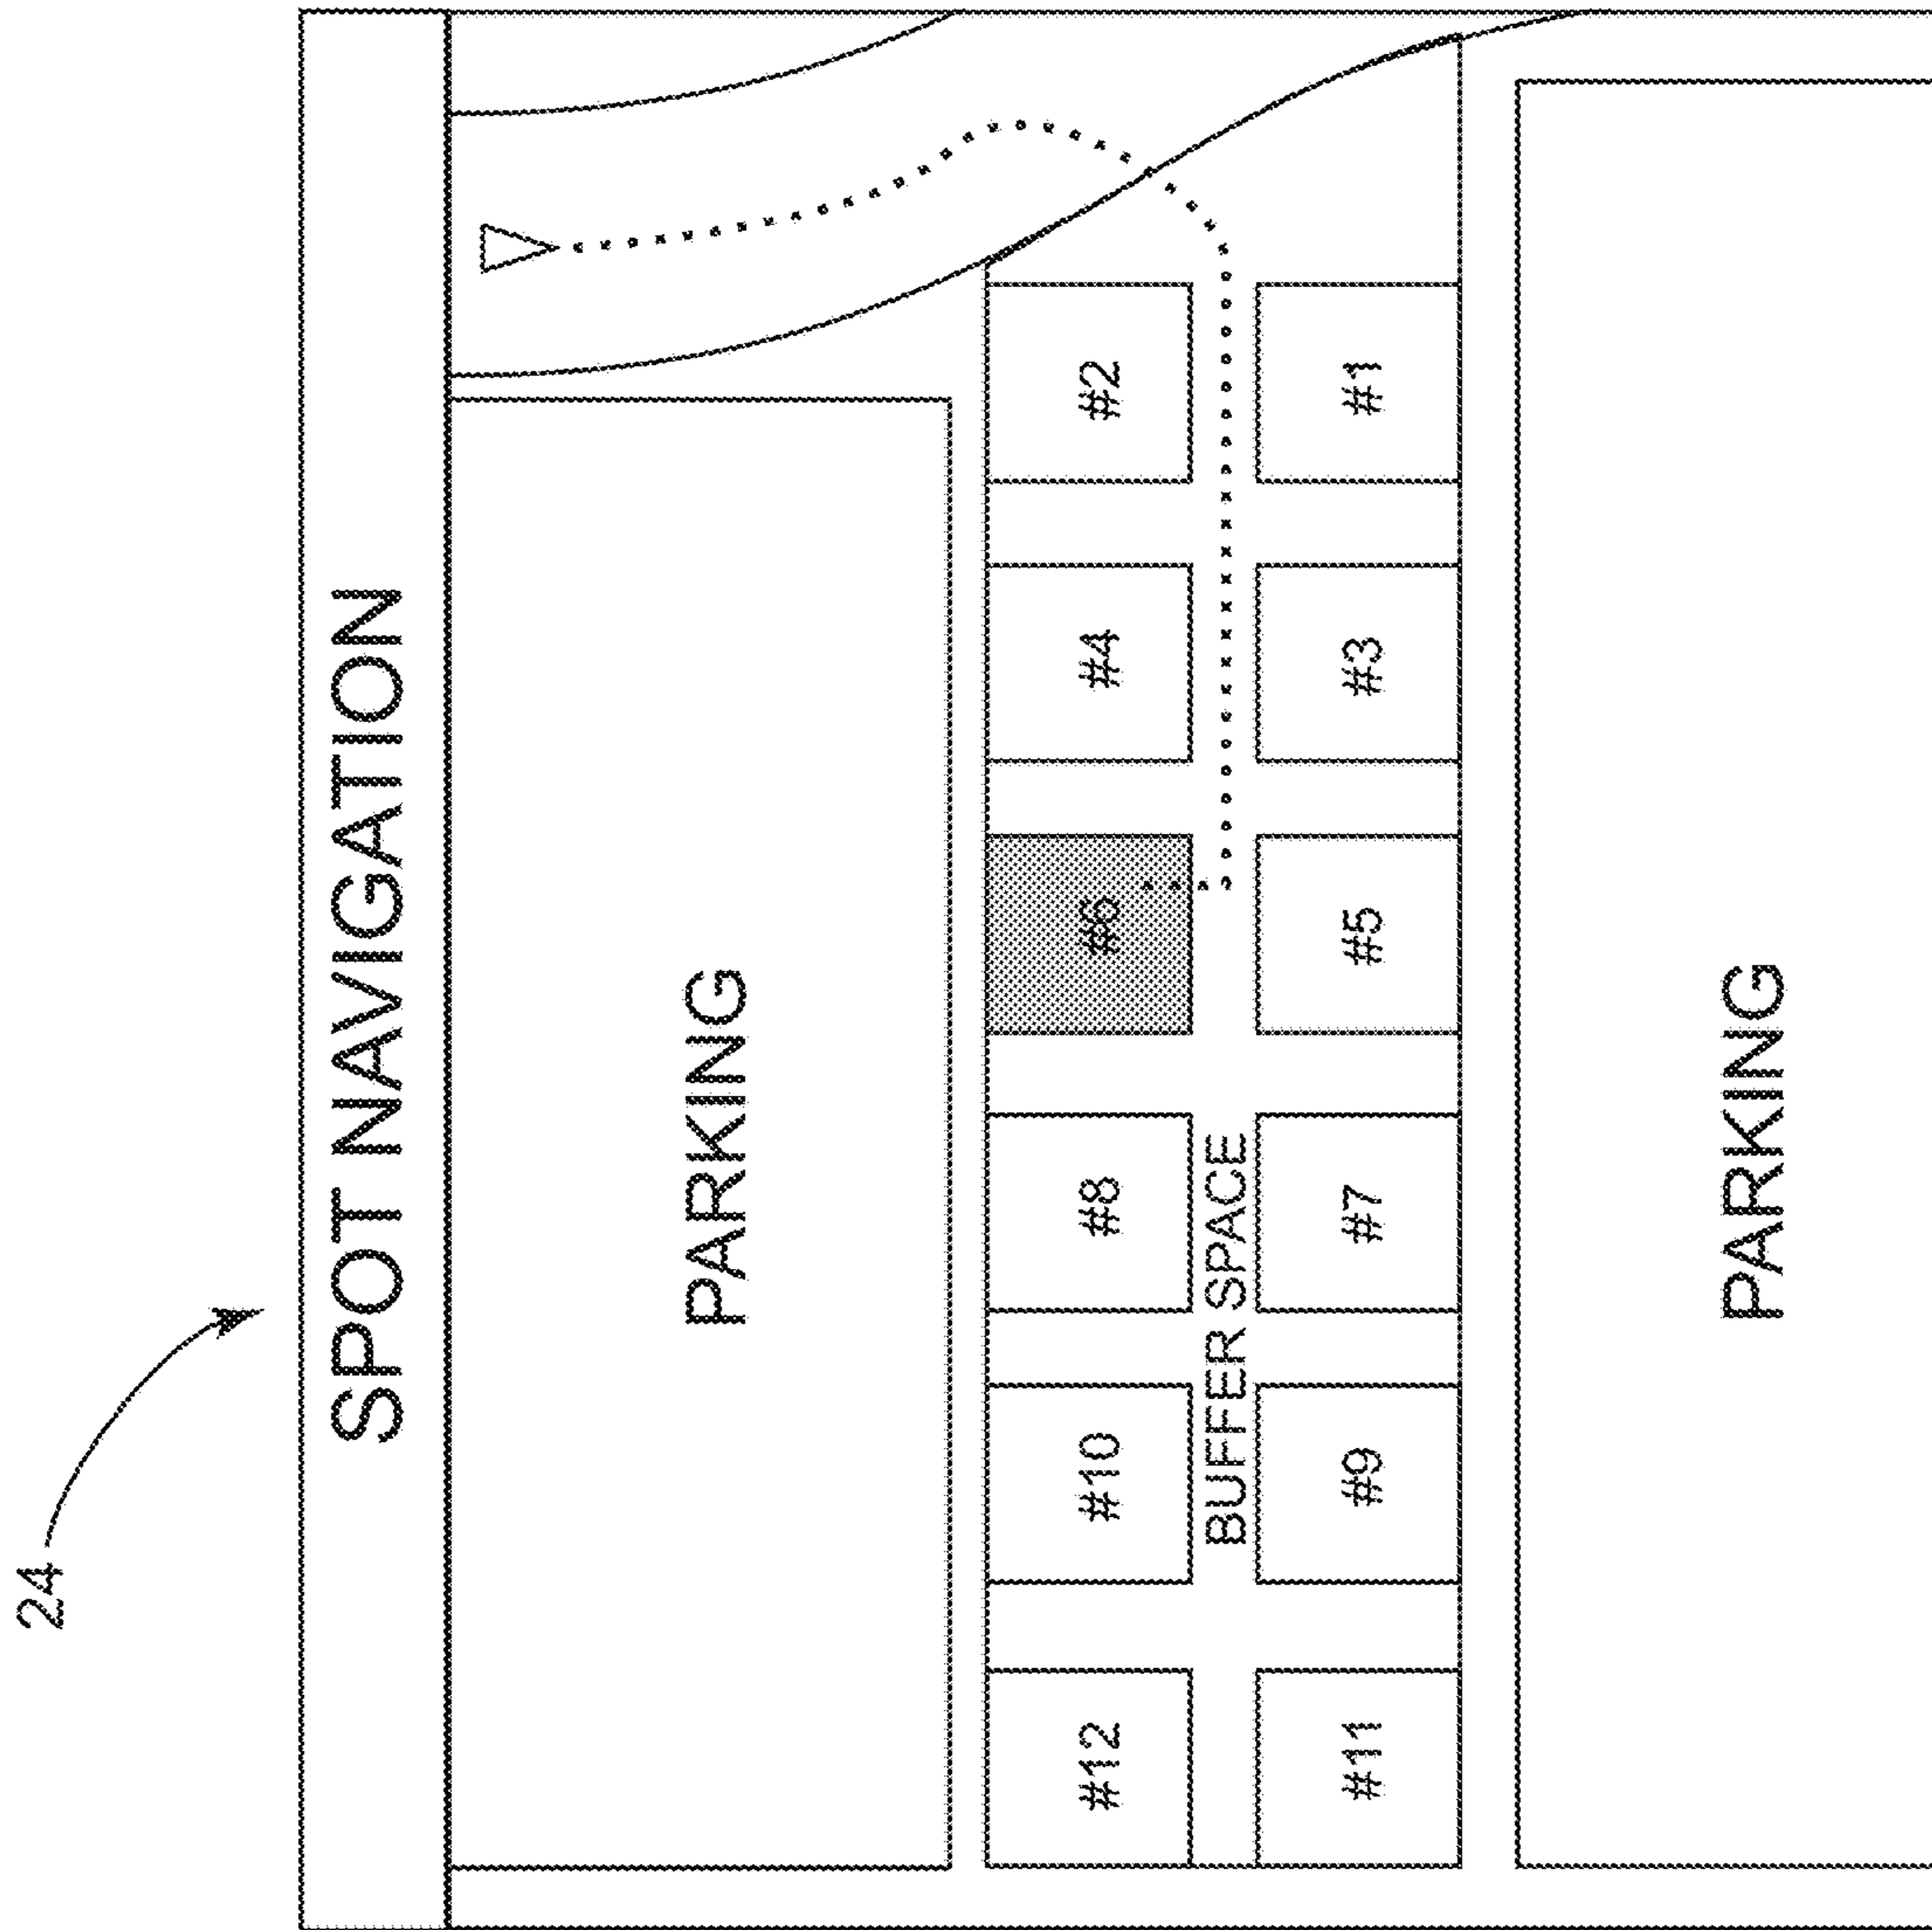 24
SPOT NAVIGATION
PARKING
#12 #10 #8 #6 #4 #2
BUFFER SPACE
#11 #9 #7 #5 #3 #1
PARKING